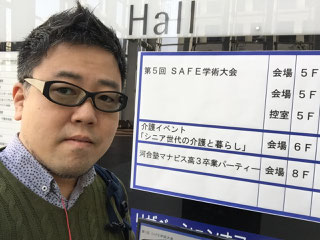 Hall
第5回 SAFE学術大会 会場 5F
会場 5F
控室 5F
介護イベント
「シニア世代の介護と暮らし」 会場 6F
河合塾マナビス高3卒業パーティー 会場 8F